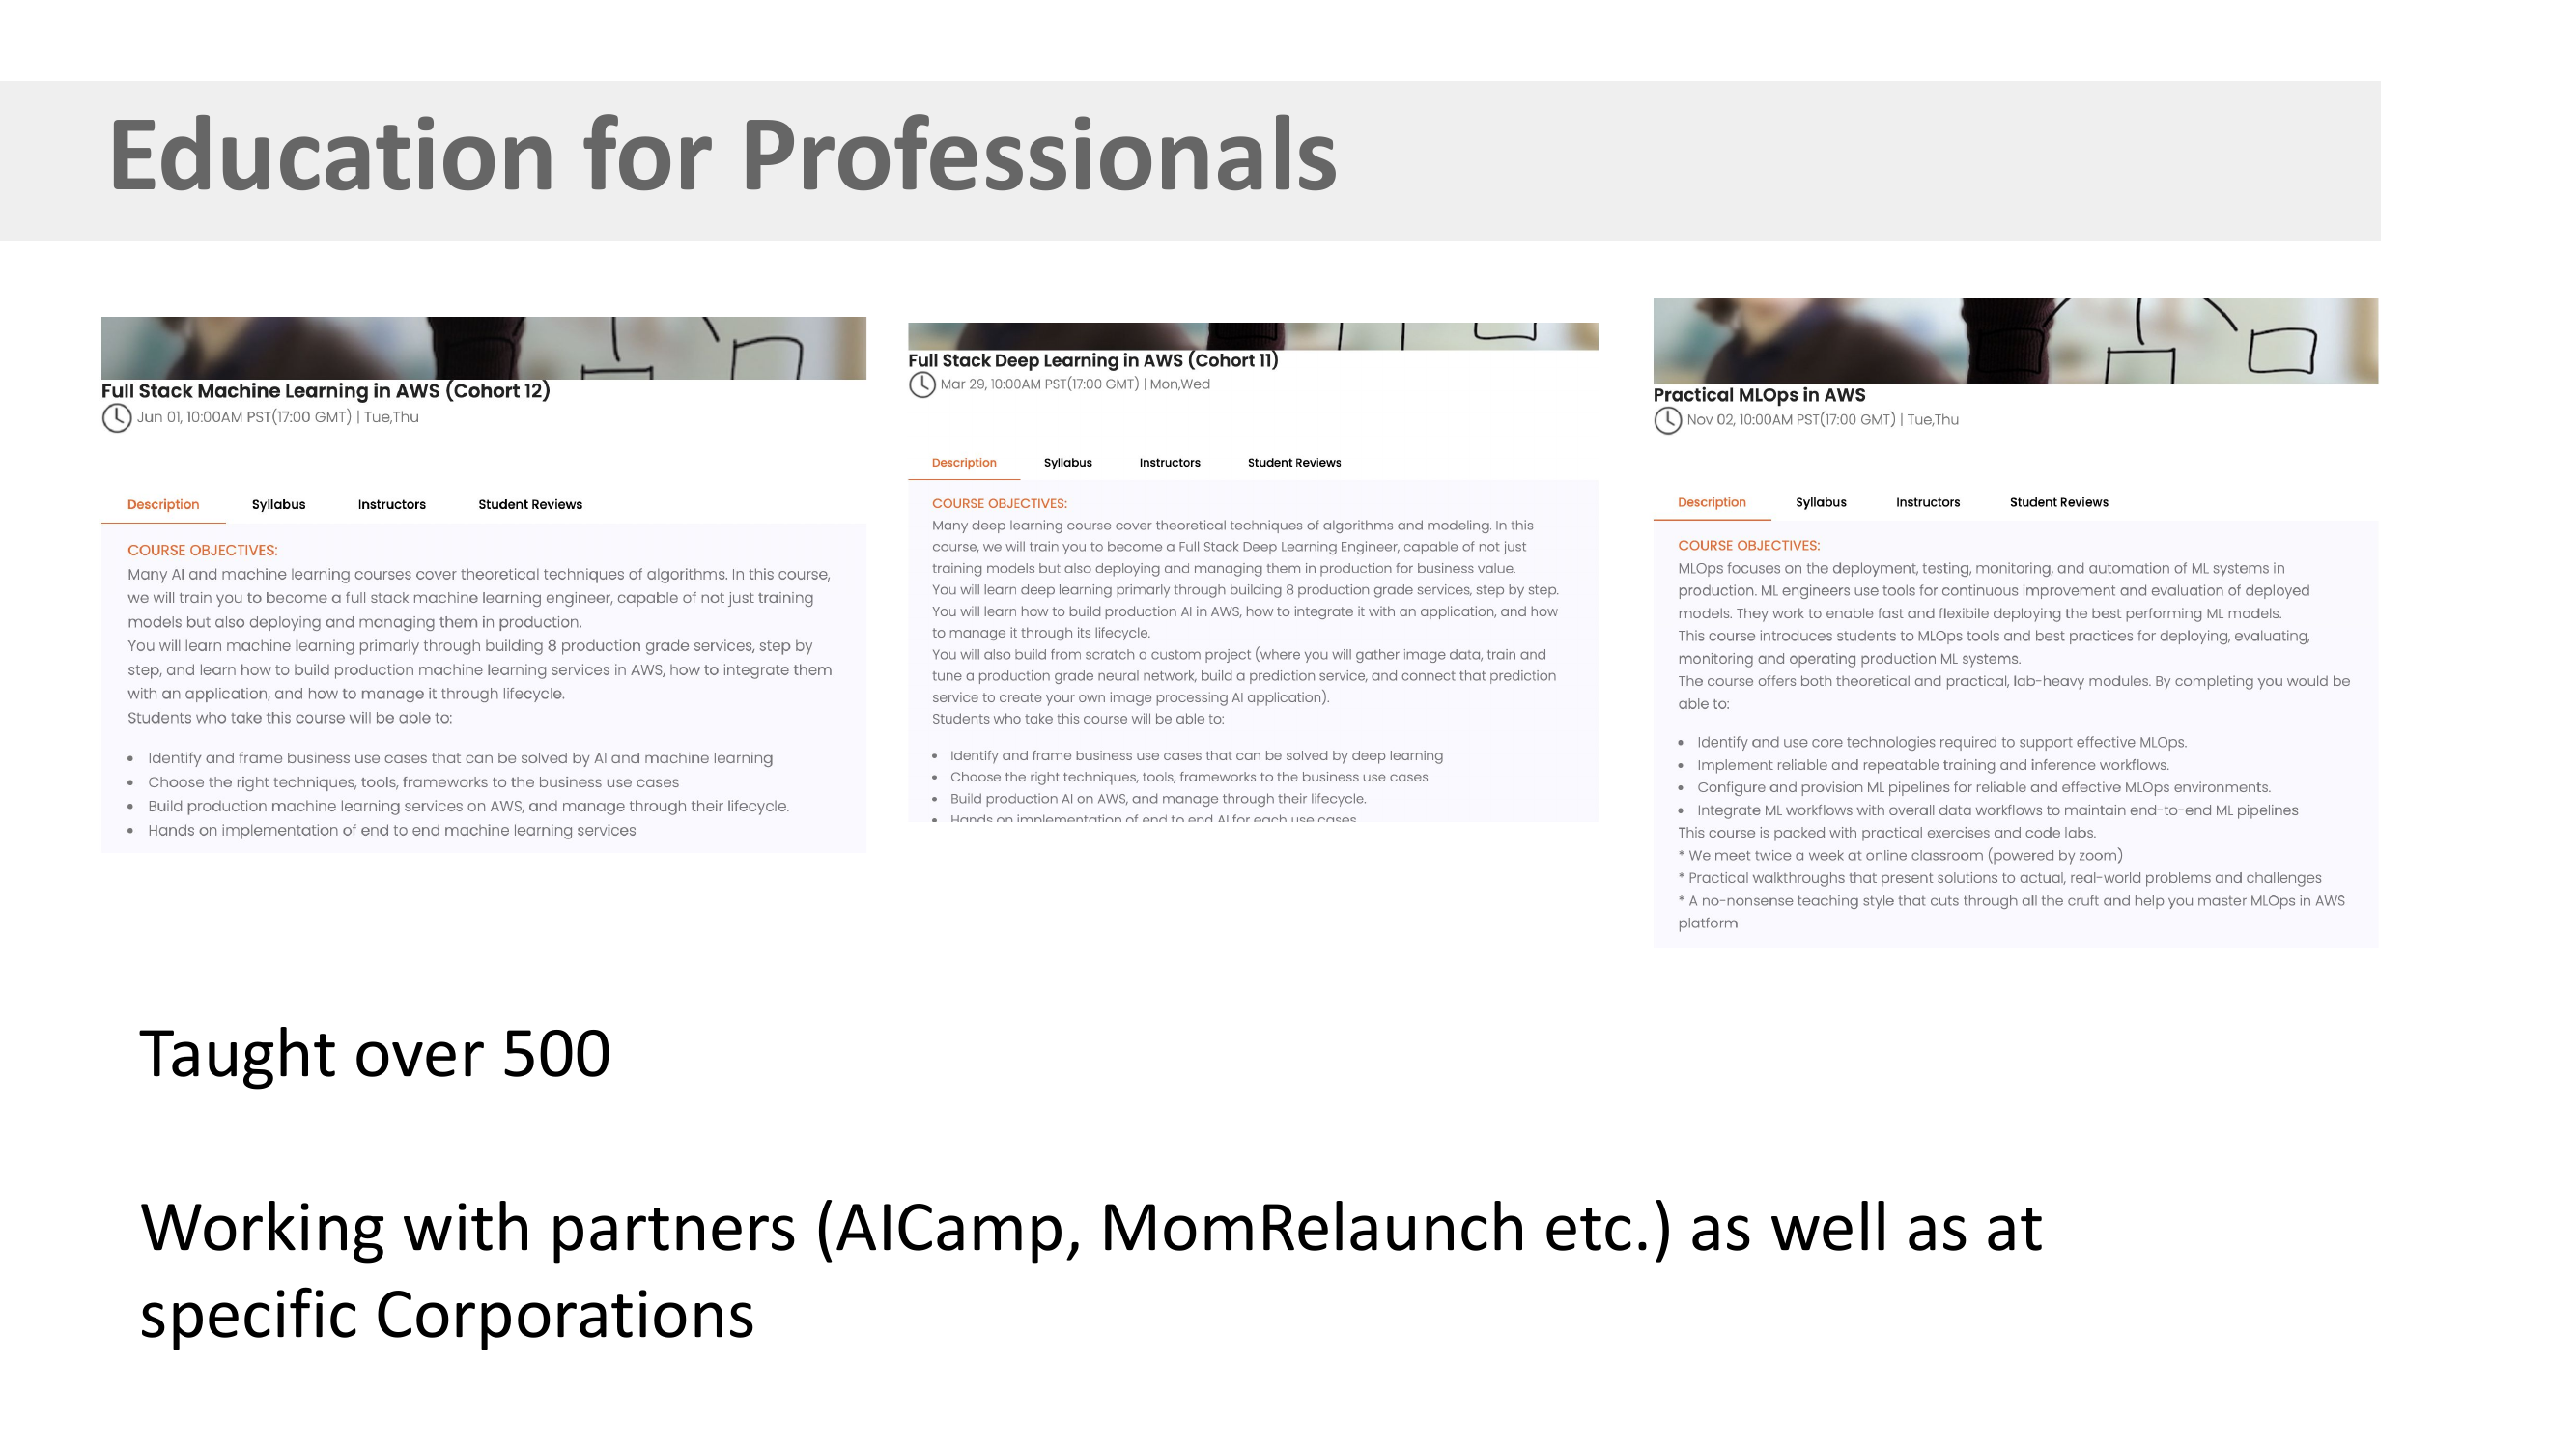 Education for Professionals
Full Stack Machine Learning in AWS (Cohort 12)
Jun 01, 10:00AM PST(17:00 GMT) | Tue,Thu
Description Syllabus Instructors Student Reviews
COURSE OBJECTIVES:
Many AI and machine learning courses cover theoretical techniques of algorithms. In this course,
we will train you to become a full stack machine learning engineer, capable of not just training
models but also deploying and managing them in production.
You will learn machine learning primarily through building 8 production grade services, step by
step, and learn how to build production machine learning services in AWS, how to integrate them
with an application, and how to manage it through lifecycle.
Students who take this course will be able to:
• Identify and frame business use cases that can be solved by AI and machine learning
• Choose the right techniques, tools, frameworks to the business use cases
• Build production machine learning services on AWS, and manage through their lifecycle.
• Hands on implementation of end to end machine learning services
Full Stack Deep Learning in AWS (Cohort 11)
Mar 29, 10:00AM PST(17:00 GMT) | Mon,Wed
Description Syllabus Instructors Student Reviews
COURSE OBJECTIVES:
Many deep learning course cover theoretical techniques of algorithms and modeling. In this
course, we will train you to become a Full Stack Deep Learning Engineer, capable of not just
training models but also deploying and managing them in production for business value.
You will learn deep learning primarily through building 8 production grade services, step by step.
You will learn how to build production AI in AWS, how to integrate it with an application, and how
to manage it through its lifecycle.
You will also build from scratch a custom project (where you will gather image data, train and
tune a production grade neural network, build a prediction service, and connect that prediction
service to create your own image processing AI application).
Students who take this course will be able to:
• Identify and frame business use cases that can be solved by deep learning
• Choose the right techniques, tools, frameworks to the business use cases
• Build production AI on AWS, and manage through their lifecycle.
• Hands on implementation of end to end AI for each use cases
Practical MLOps in AWS
Nov 02, 10:00AM PST(17:00 GMT) | Tue,Thu
Description Syllabus Instructors Student Reviews
COURSE OBJECTIVES:
MLOps focuses on the deployment, testing, monitoring, and automation of ML systems in
production. ML engineers use tools for continuous improvement and evaluation of deployed
models. They work to enable fast and flexibile deploying the best performing ML models.
This course introduces students to MLOps tools and best practices for deploying, evaluating,
monitoring and operating production ML systems.
The course offers both theoretical and practical, lab-heavy modules. By completing you would be
able to:
• Identify and use core technologies required to support effective MLOps.
• Implement reliable and repeatable training and inference workflows.
• Configure and provision ML pipelines for reliable and effective MLOps environments.
• Integrate ML workflows with overall data workflows to maintain end-to-end ML pipelines
This course is packed with practical exercises and code labs.
* We meet twice a week at online classroom (powered by zoom)
* Practical walkthroughs that present solutions to actual, real-world problems and challenges
* A no-nonsense teaching style that cuts through all the cruft and help you master MLOps in AWS
platform
Taught over 500
Working with partners (AICamp, MomRelaunch etc.) as well as at
specific Corporations